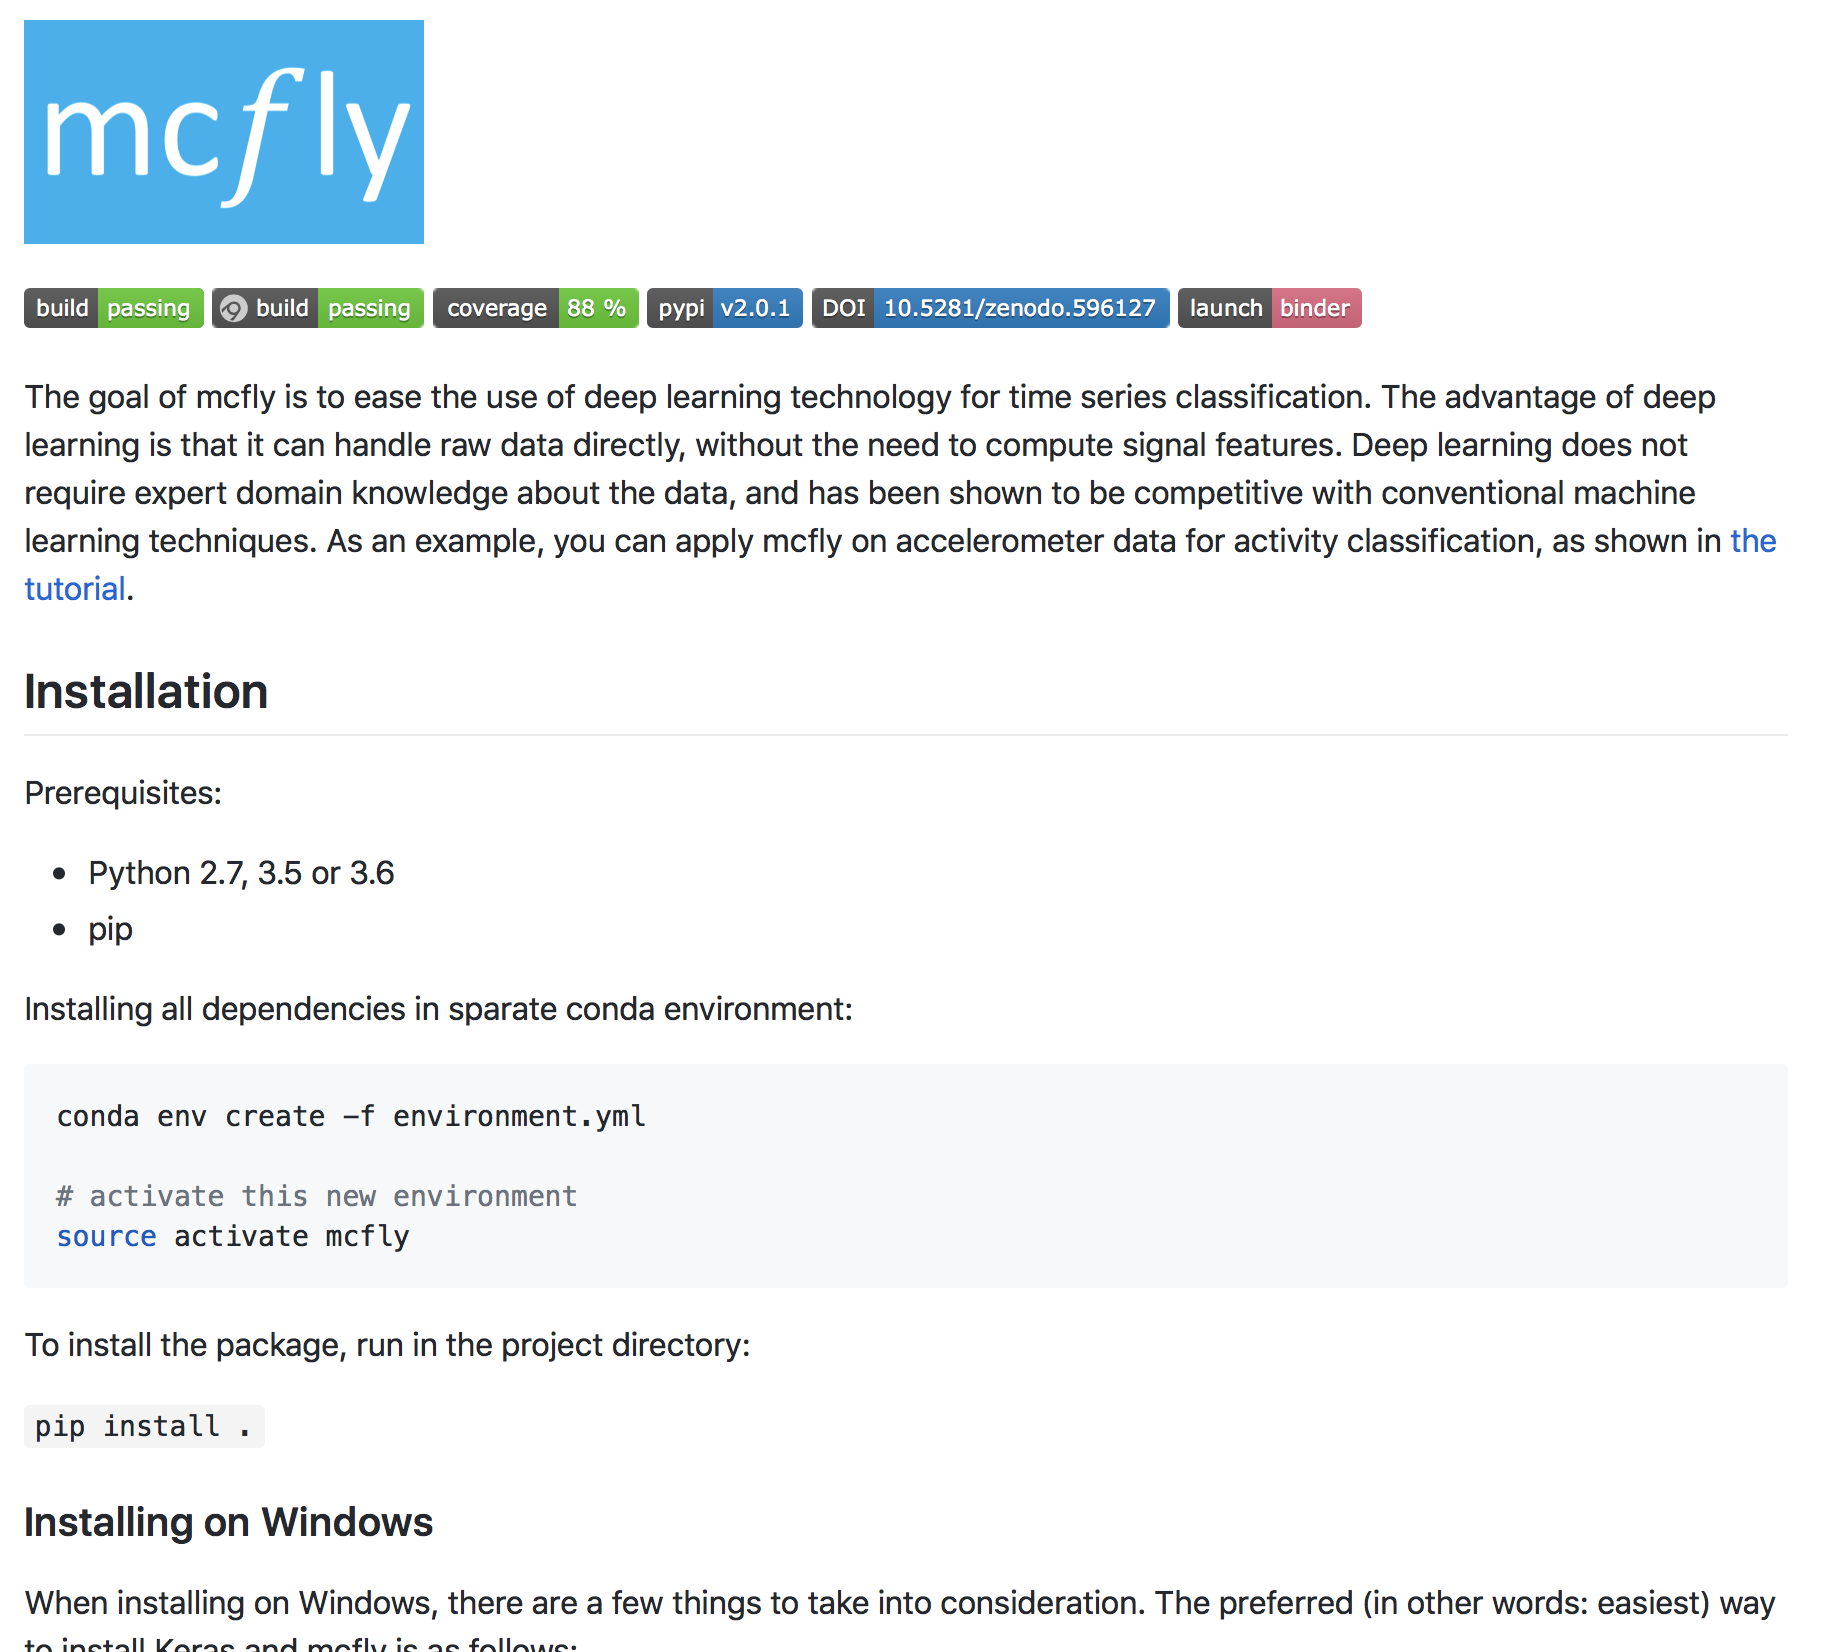 mcfly
build passing build passing coverage 88 % pypi v2.0.1 DOI 10.5281/zenodo.596127 launch binder
The goal of mcfly is to ease the use of deep learning technology for time series classification. The advantage of deep
learning is that it can handle raw data directly, without the need to compute signal features. Deep learning does not
require expert domain knowledge about the data, and has been shown to be competitive with conventional machine
learning techniques. As an example, you can apply mcfly on accelerometer data for activity classification, as shown in the
tutorial.
Installation
Prerequisites:
• Python 2.7, 3.5 or 3.6
• pip
Installing all dependencies in sparate conda environment:
conda env create -f environment.yml
# activate this new environment
source activate mcfly
To install the package, run in the project directory:
pip install .
Installing on Windows
When installing on Windows, there are a few things to take into consideration. The preferred (in other words: easiest) way
to install Keras and mcfly is as follows: